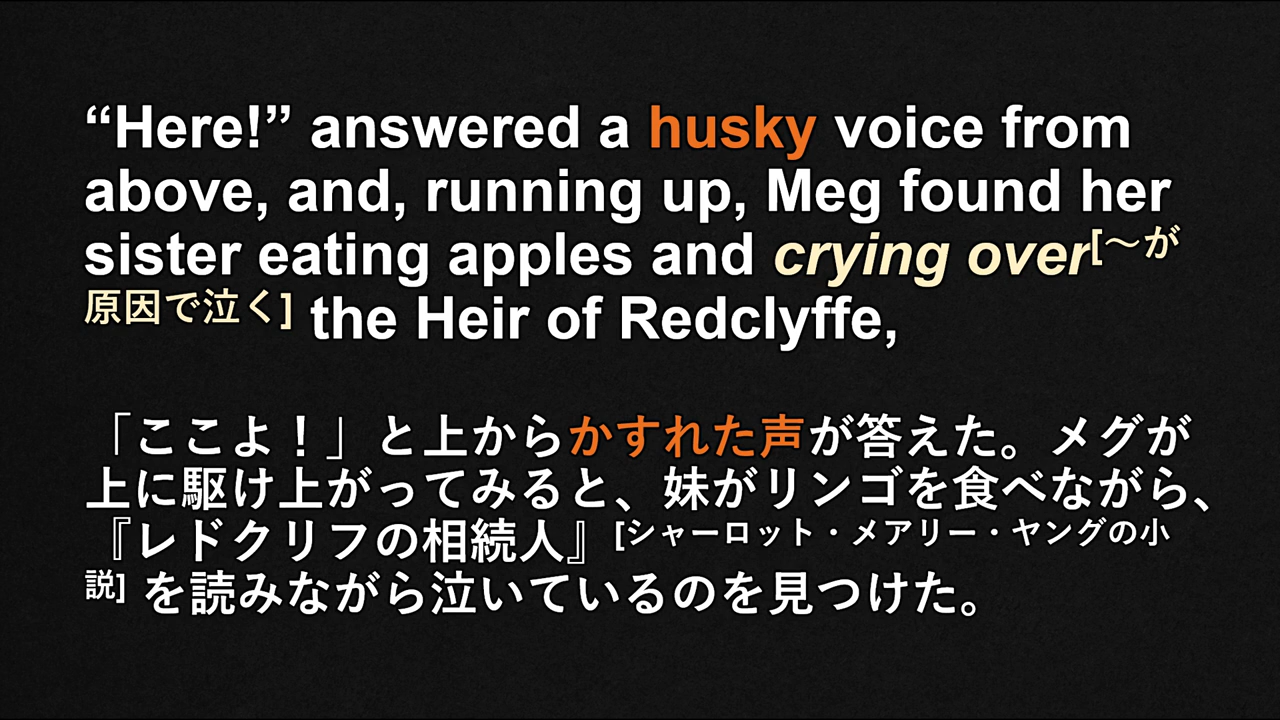 “Here!” answered a husky voice from
above, and, running up, Meg found her
sister eating apples and crying over[～が
原因で泣く] the Heir of Redclyffe,
「ここよ！」と上からかすれた声が答えた。メグが
上に駆け上がってみると、妹がリンゴを食べながら、
『レドクリフの相続人』[シャーロット・メアリー・ヤングの小
説] を読みながら泣いているのを見つけた。